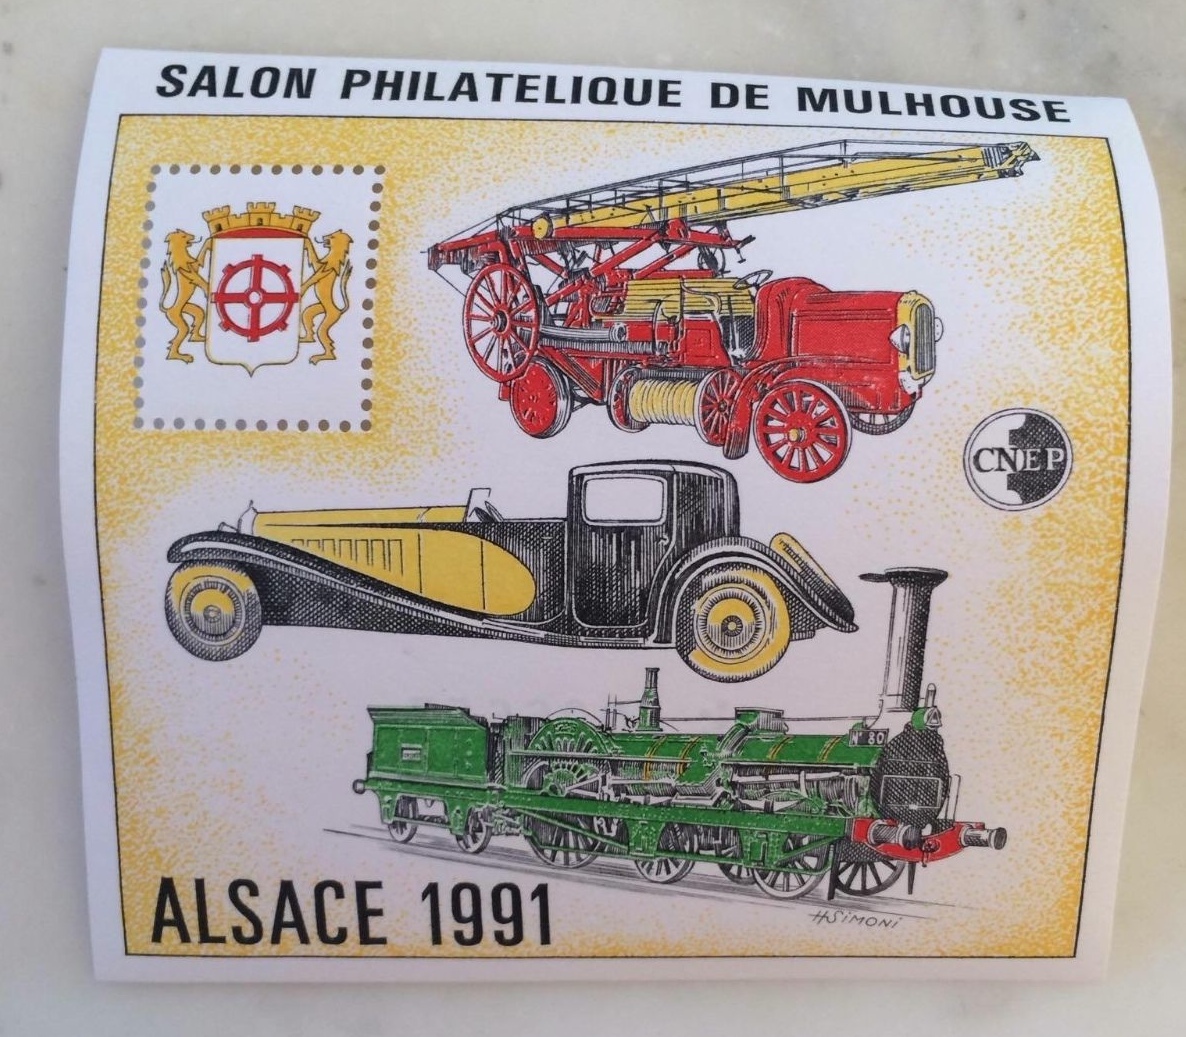 SALON PHILATELIQUE DE MULHOUSE
CNEP
N° 80
ALSACE 1991
H SiMONi